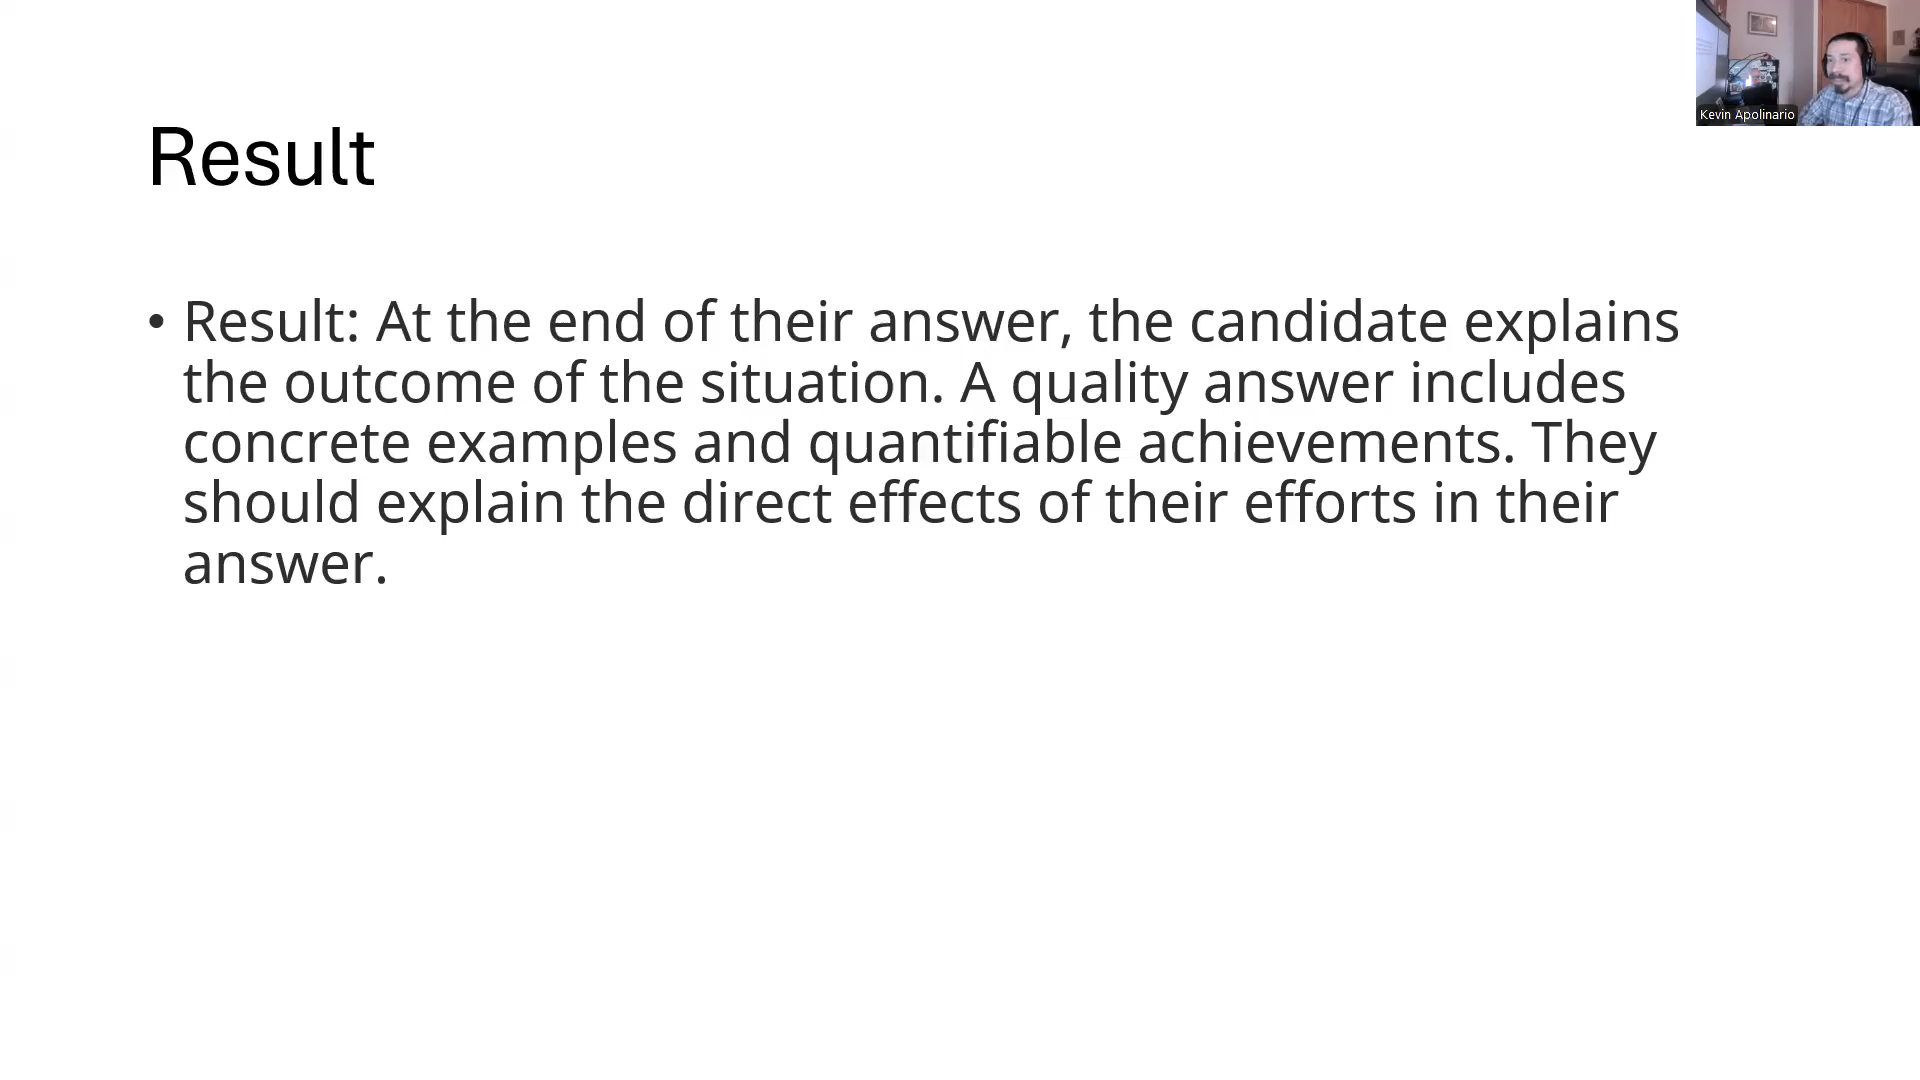 Kevin Apolinario
Result
• Result: At the end of their answer, the candidate explains
the outcome of the situation. A quality answer includes
concrete examples and quantifiable achievements. They
should explain the direct effects of their efforts in their
answer.